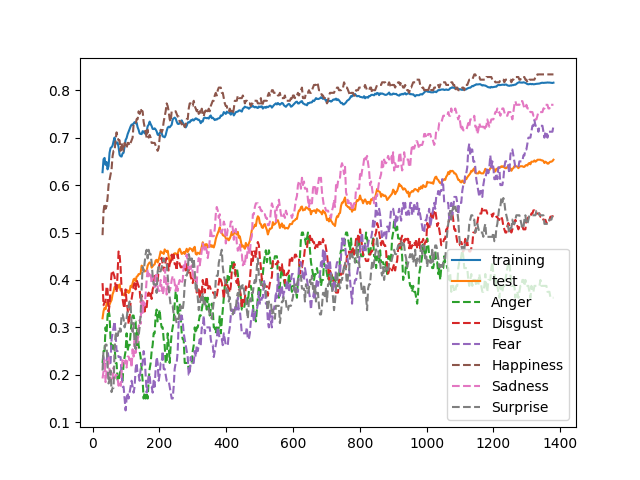 0.8
0.7
0.6
0.5
0.4
0.3
0.2
0.1
0 200 400 600 800 1000 1200 1400
training
test
Anger
Disgust
Fear
Happiness
Sadness
Surprise